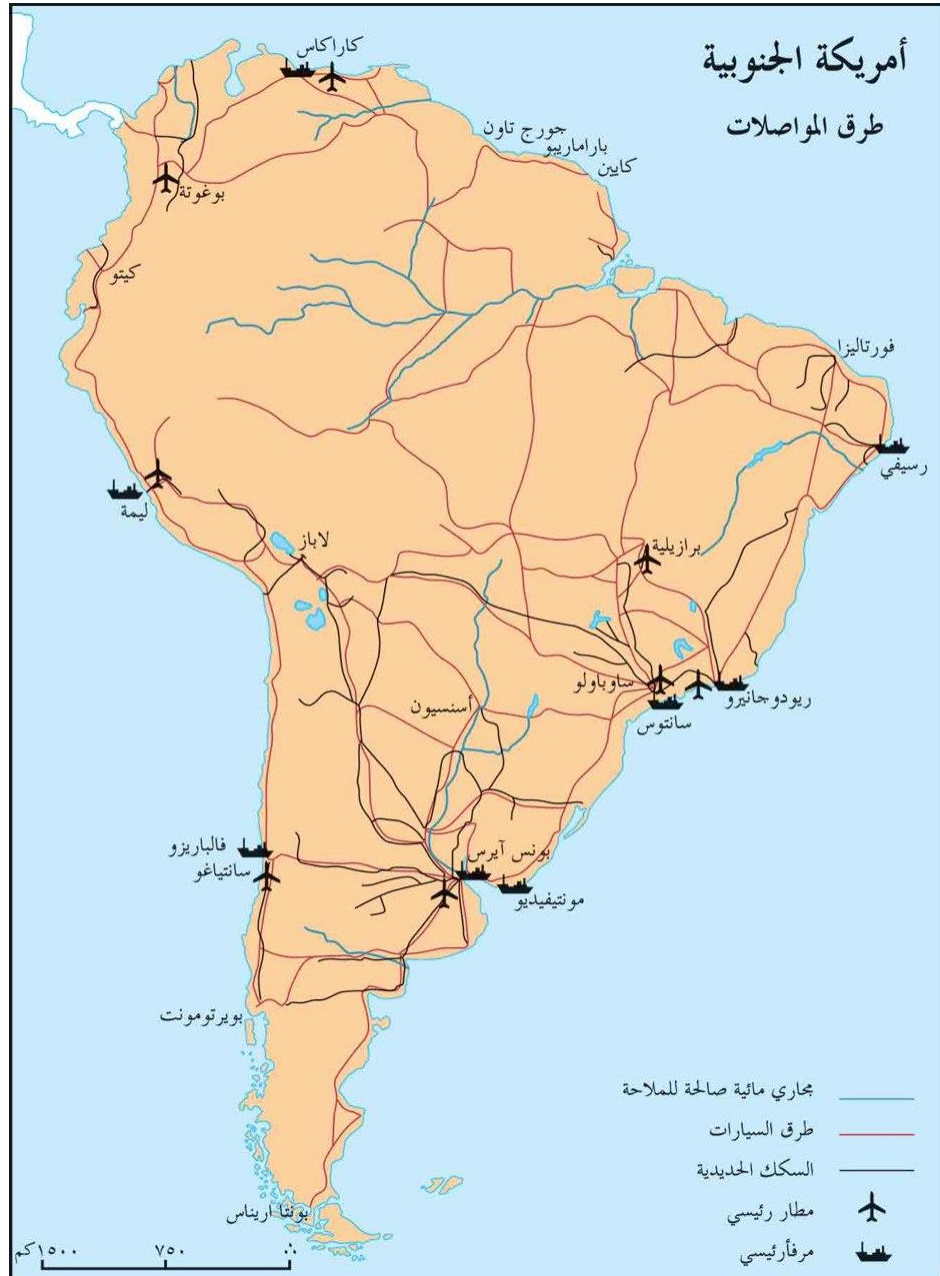 أمريكة الجنوبية
طرق المواصلات
كاراكاس
جورج تاون
باراماريبو
كايين
بوغوتة
كيتو
فورتاليزا
رسيفي
ليمة
لاباز
برازيلية
ساوباولو
ريودوجانيرو
سانتوس
أسنسيون
فالباريزو
سانتياغو
بونس آيرس
مونتيفيديو
بويرتومونت
بونتا اريناس
مجاري مائية صالحة للملاحة
طرق السيارات
السكك الحديدية
مطار رئيسي
مرفأرئيسي
٠ ٧٥٠ ١٥٠٠كم